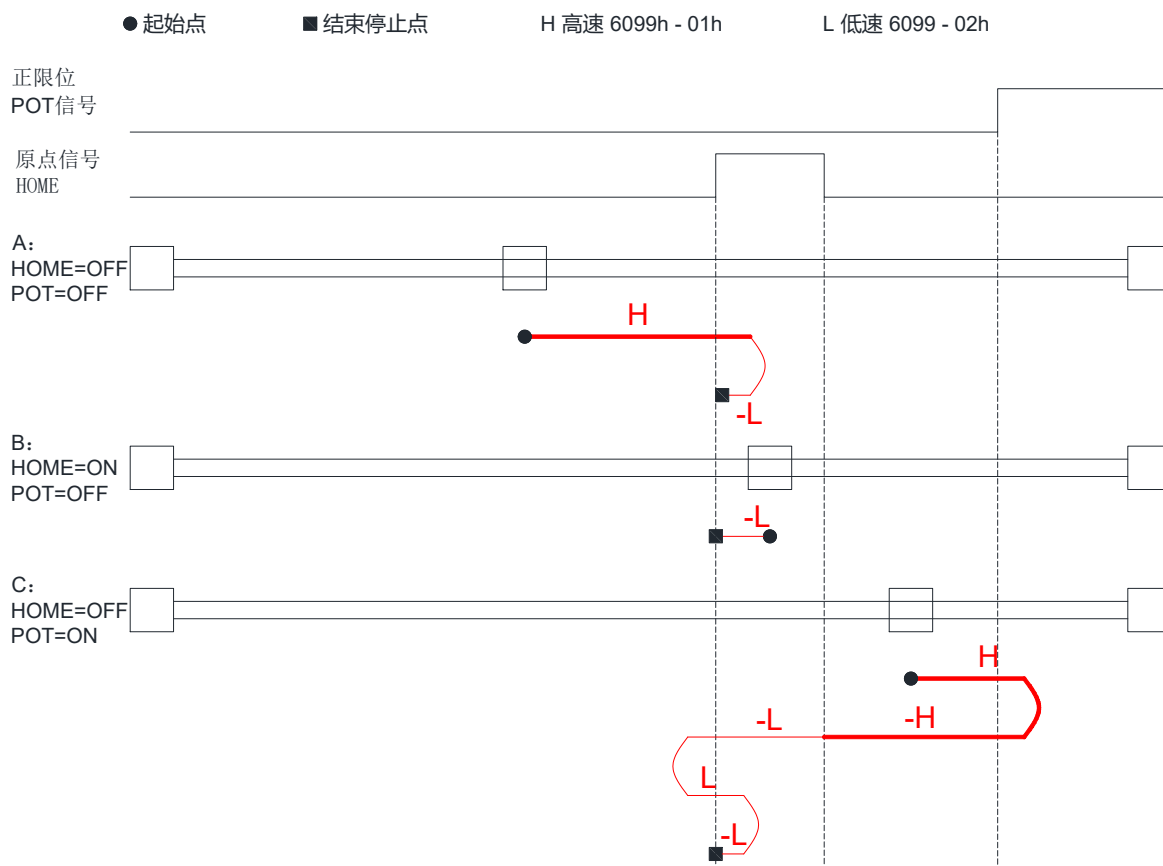 起始点 结束停止点 H 高速 6099h - 01h L 低速 6099 - 02h
正限位
POT信号
原点信号
HOME
A:
HOME=OFF
POT=OFF
H
-L
B:
HOME=ON
POT=OFF
-L
C:
HOME=OFF
POT=ON
H
-H
-L
L
-L